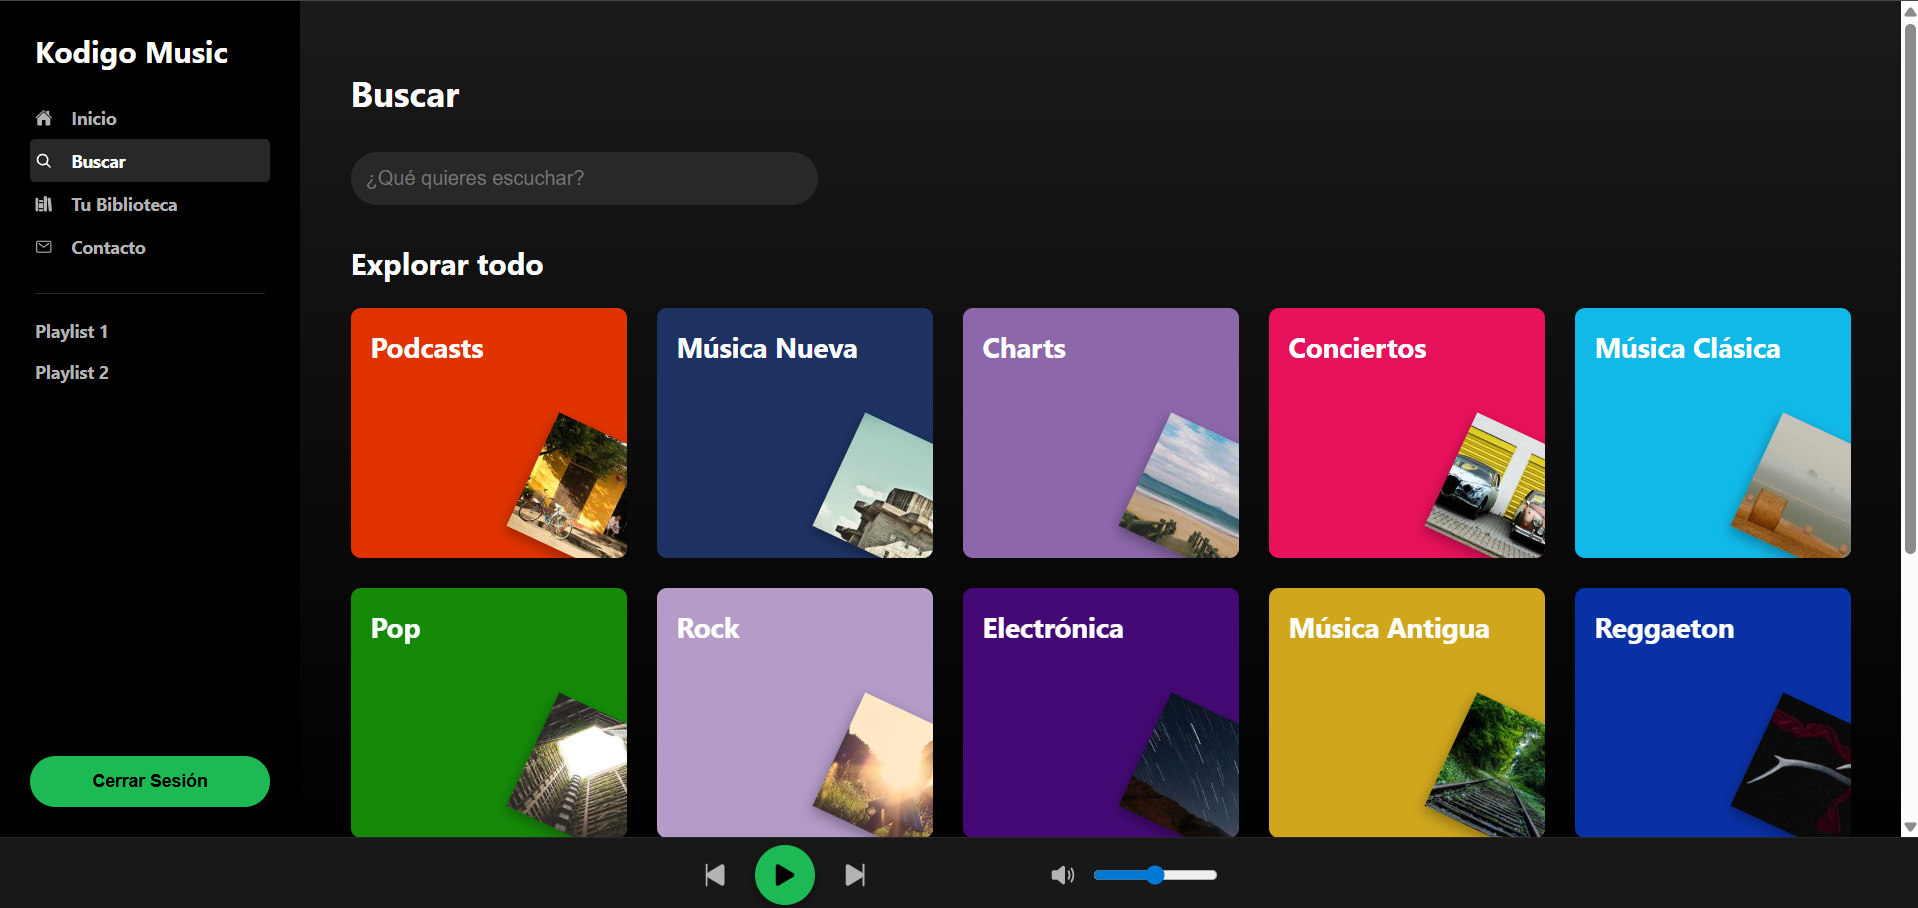 Kodigo Music
Inicio
Buscar
Tu Biblioteca
Contacto
Playlist 1
Playlist 2
Cerrar Sesión
Buscar
¿Qué quieres escuchar?
Explorar todo
Podcasts
Música Nueva
Charts
Conciertos
Música Clásica
Pop
Rock
Electrónica
Música Antigua
Reggaeton